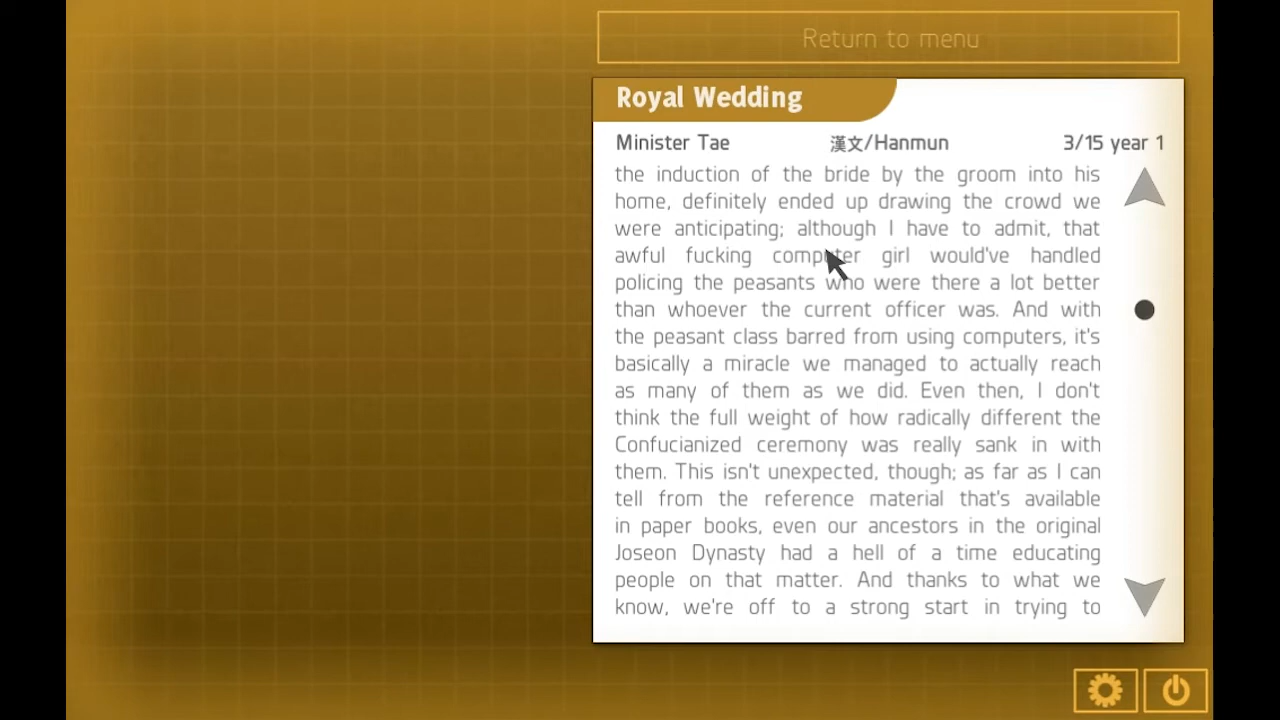 Return to menu
Royal Wedding
Minister Tae 漢文/Hanmun 3/15 year 1
the induction of the bride by the groom into his
home, definitely ended up drawing the crowd we
were anticipating; although I have to admit, that
awful fucking computer girl would've handled
policing the peasants who were there a lot better
than whoever the current officer was. And with
the peasant class barred from using computers, it's
basically a miracle we managed to actually reach
as many of them as we did. Even then, I don't
think the full weight of how radically different the
Confucianized ceremony was really sank in with
them. This isn't unexpected, though; as far as I can
tell from the reference material that's available
in paper books, even our ancestors in the original
Joseon Dynasty had a hell of a time educating
people on that matter. And thanks to what we
know, we're off to a strong start in trying to